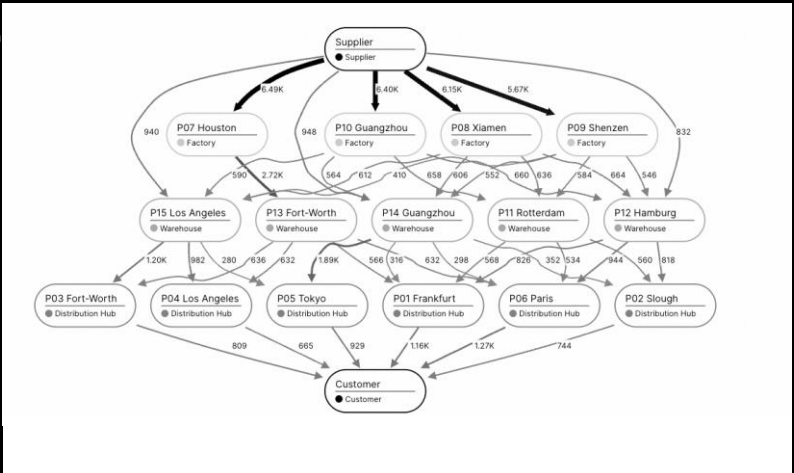 Supplier
Supplier
6.49K
6.40K
6.15K
5.67K
940
948
832
P07 Houston
Factory
P10 Guangzhou
Factory
P08 Xiamen
Factory
P09 Shenzen
Factory
590
2.72K
564
612
410
658
606
552
660
636
584
664
546
P15 Los Angeles
Warehouse
P13 Fort-Worth
Warehouse
P14 Guangzhou
Warehouse
P11 Rotterdam
Warehouse
P12 Hamburg
Warehouse
1.20K
982
280
636
632
1.89K
566
316
632
298
568
826
352
534
944
560
818
P03 Fort-Worth
Distribution Hub
P04 Los Angeles
Distribution Hub
P05 Tokyo
Distribution Hub
P01 Frankfurt
Distribution Hub
P06 Paris
Distribution Hub
P02 Slough
Distribution Hub
809
665
929
1.16K
1.27K
744
Customer
Customer